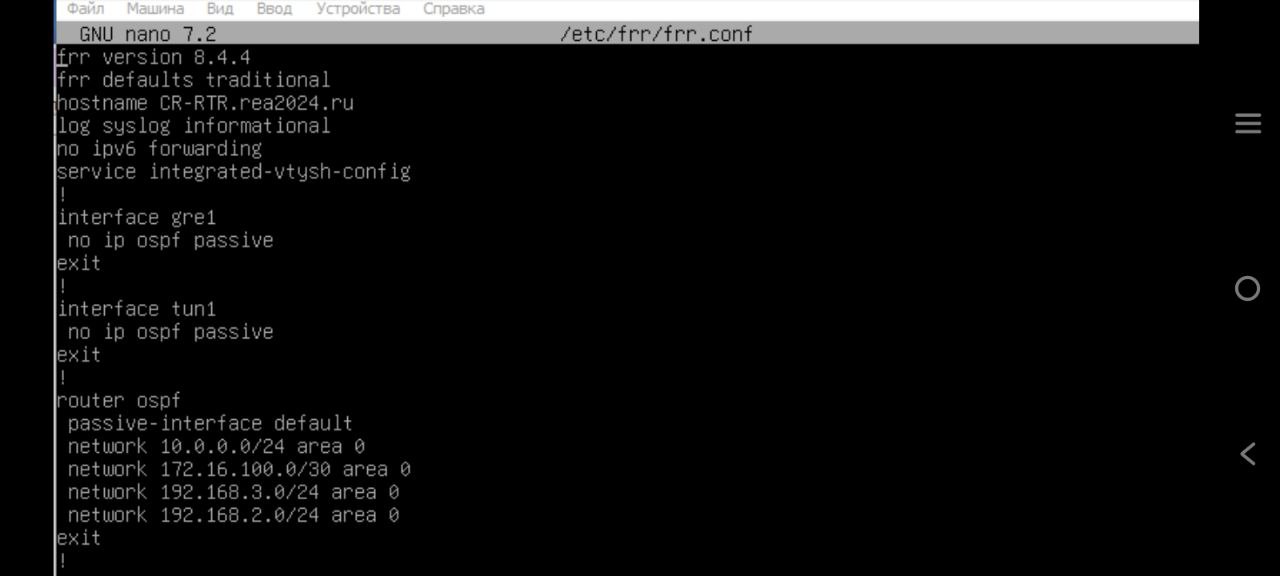 Файл Машина Вид Ввод Устройства Справка
GNU nano 7.2 /etc/frr/frr.conf
frr version 8.4.4
frr defaults traditional
hostname CR-RTR.rea2024.ru
log syslog informational
no ipv6 forwarding
service integrated-vtysh-config
!
interface gre1
 no ip ospf passive
exit
!
interface tun1
 no ip ospf passive
exit
!
router ospf
 passive-interface default
 network 10.0.0.0/24 area 0
 network 172.16.100.0/30 area 0
 network 192.168.3.0/24 area 0
 network 192.168.2.0/24 area 0
exit
!